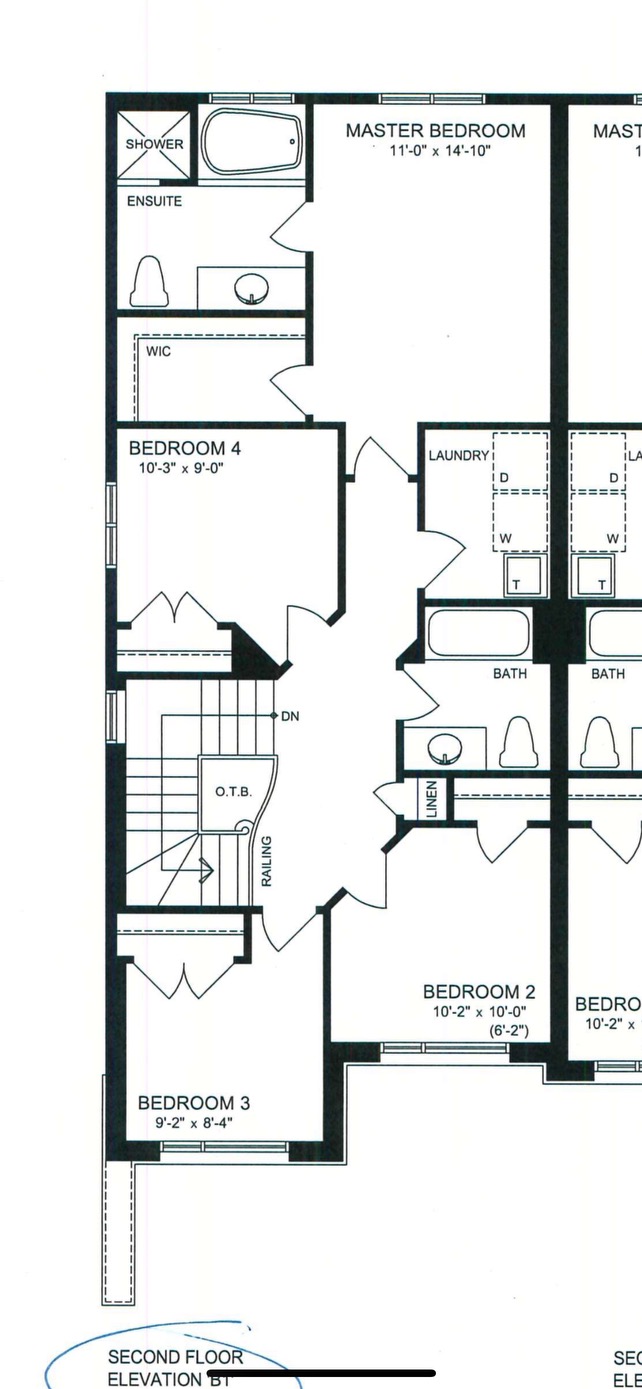 SHOWER
ENSUITE
MASTER BEDROOM
11'-0" x 14'-10"
MAST
1
WIC
BEDROOM 4
10'-3" x 9'-0"
LAUNDRY
D
W
T
D
W
T
LA
BATH
BATH
DN
O.T.B.
RAILING
LINEN
BEDROOM 2
10'-2" x 10'-0"
(6'-2")
BEDRO
10'-2" x
BEDROOM 3
9'-2" x 8'-4"
SECOND FLOOR
ELEVATION 'B1'
SEC
ELE